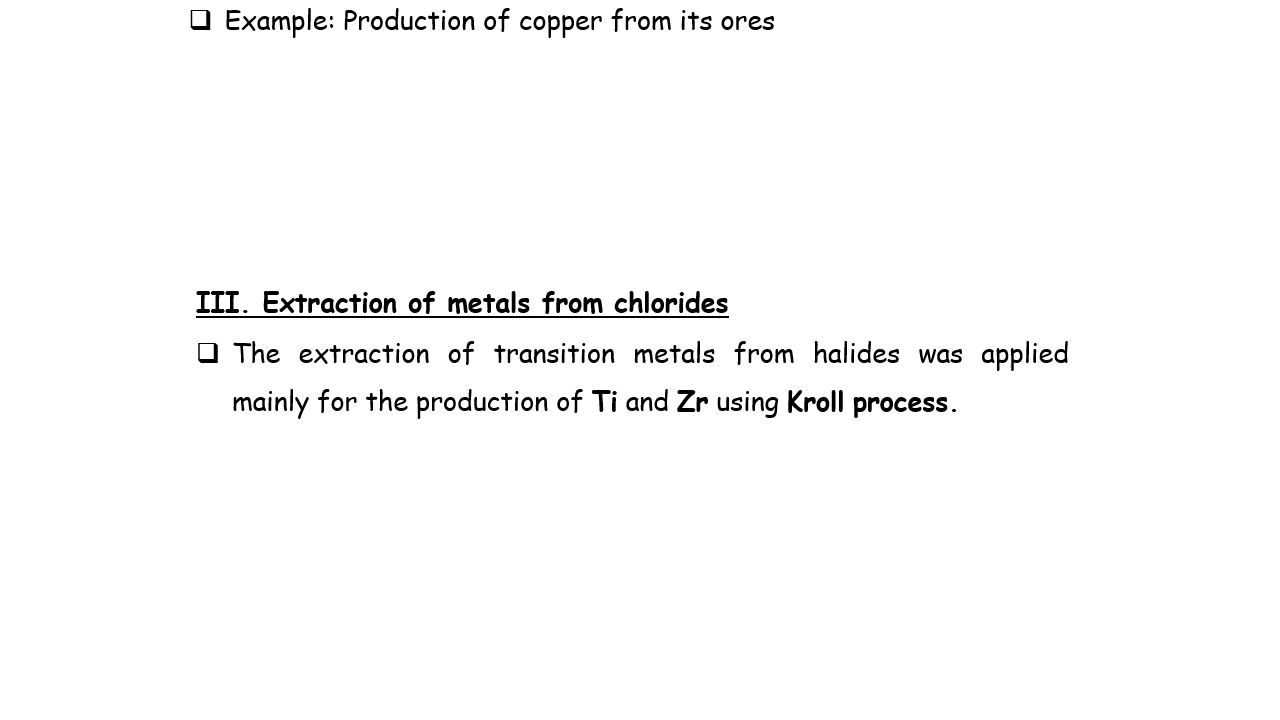 ❑ Example: Production of copper from its ores
III. Extraction of metals from chlorides
❑ The extraction of transition metals from halides was applied
mainly for the production of Ti and Zr using Kroll process.